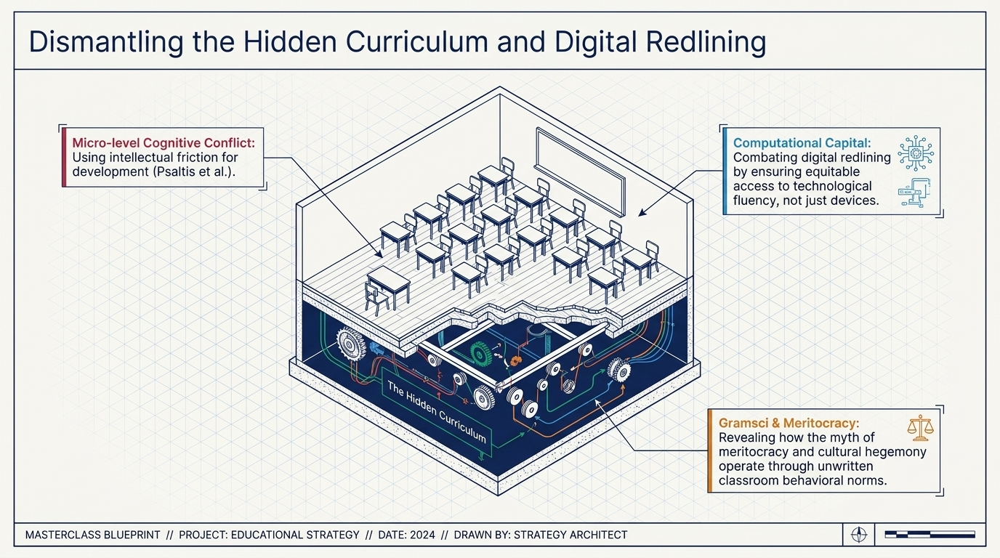 Dismantling the Hidden Curriculum and Digital Redlining
Micro-level Cognitive Conflict:
Using intellectual friction for
development (Psaltis et al.).
Computational Capital:
Combating digital redlining
by ensuring equitable
access to technological
fluency, not just devices.
The Hidden Curriculum
Gramsci & Meritocracy:
Revealing how the myth of
meritocracy and cultural hegemony
operate through unwritten
classroom behavioral norms.
MASTERCLASS BLUEPRINT // PROJECT: EDUCATIONAL STRATEGY // DATE: 2024 // DRAWN BY: STRATEGY ARCHITECT